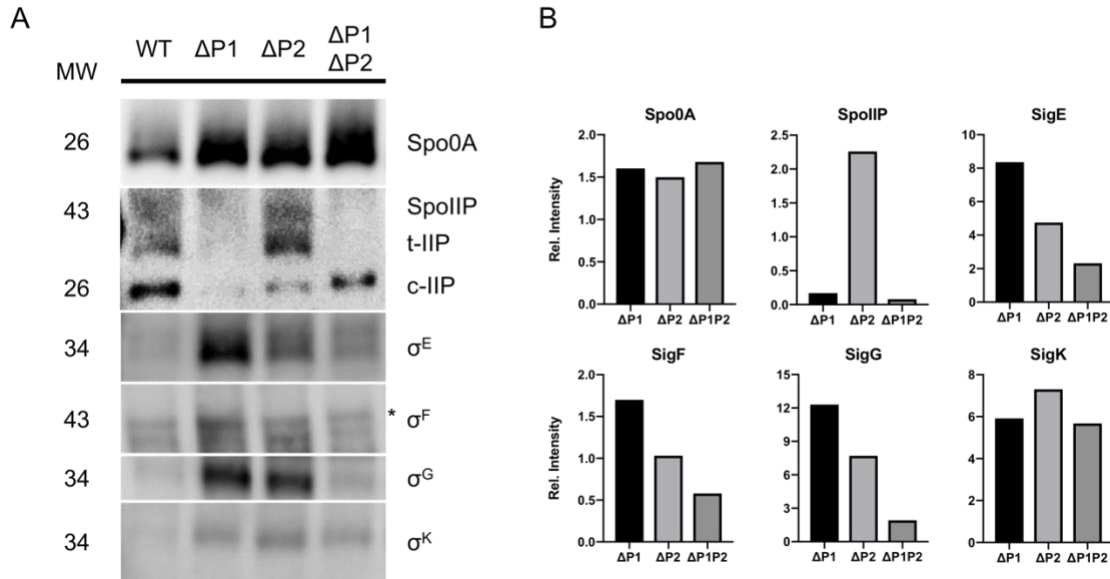 A
MW WT ΔP1 ΔP2 ΔP1 ΔP2
26 Spo0A
43 SpoIIP
t-IIP
26 c-IIP
34 σE
43 * σF
34 σG
34 σK
B
Spo0A
Rel. Intensity
2.0
1.5
1.0
0.5
0.0
ΔP1 ΔP2 ΔP1P2
SpoIIP
2.5
2.0
1.5
1.0
0.5
0.0
ΔP1 ΔP2 ΔP1P2
SigE
10
8
6
4
2
0
ΔP1 ΔP2 ΔP1P2
SigF
Rel. Intensity
2.0
1.5
1.0
0.5
0.0
ΔP1 ΔP2 ΔP1P2
SigG
15
12
9
6
3
0
ΔP1 ΔP2 ΔP1P2
SigK
8
6
4
2
0
ΔP1 ΔP2 ΔP1P2